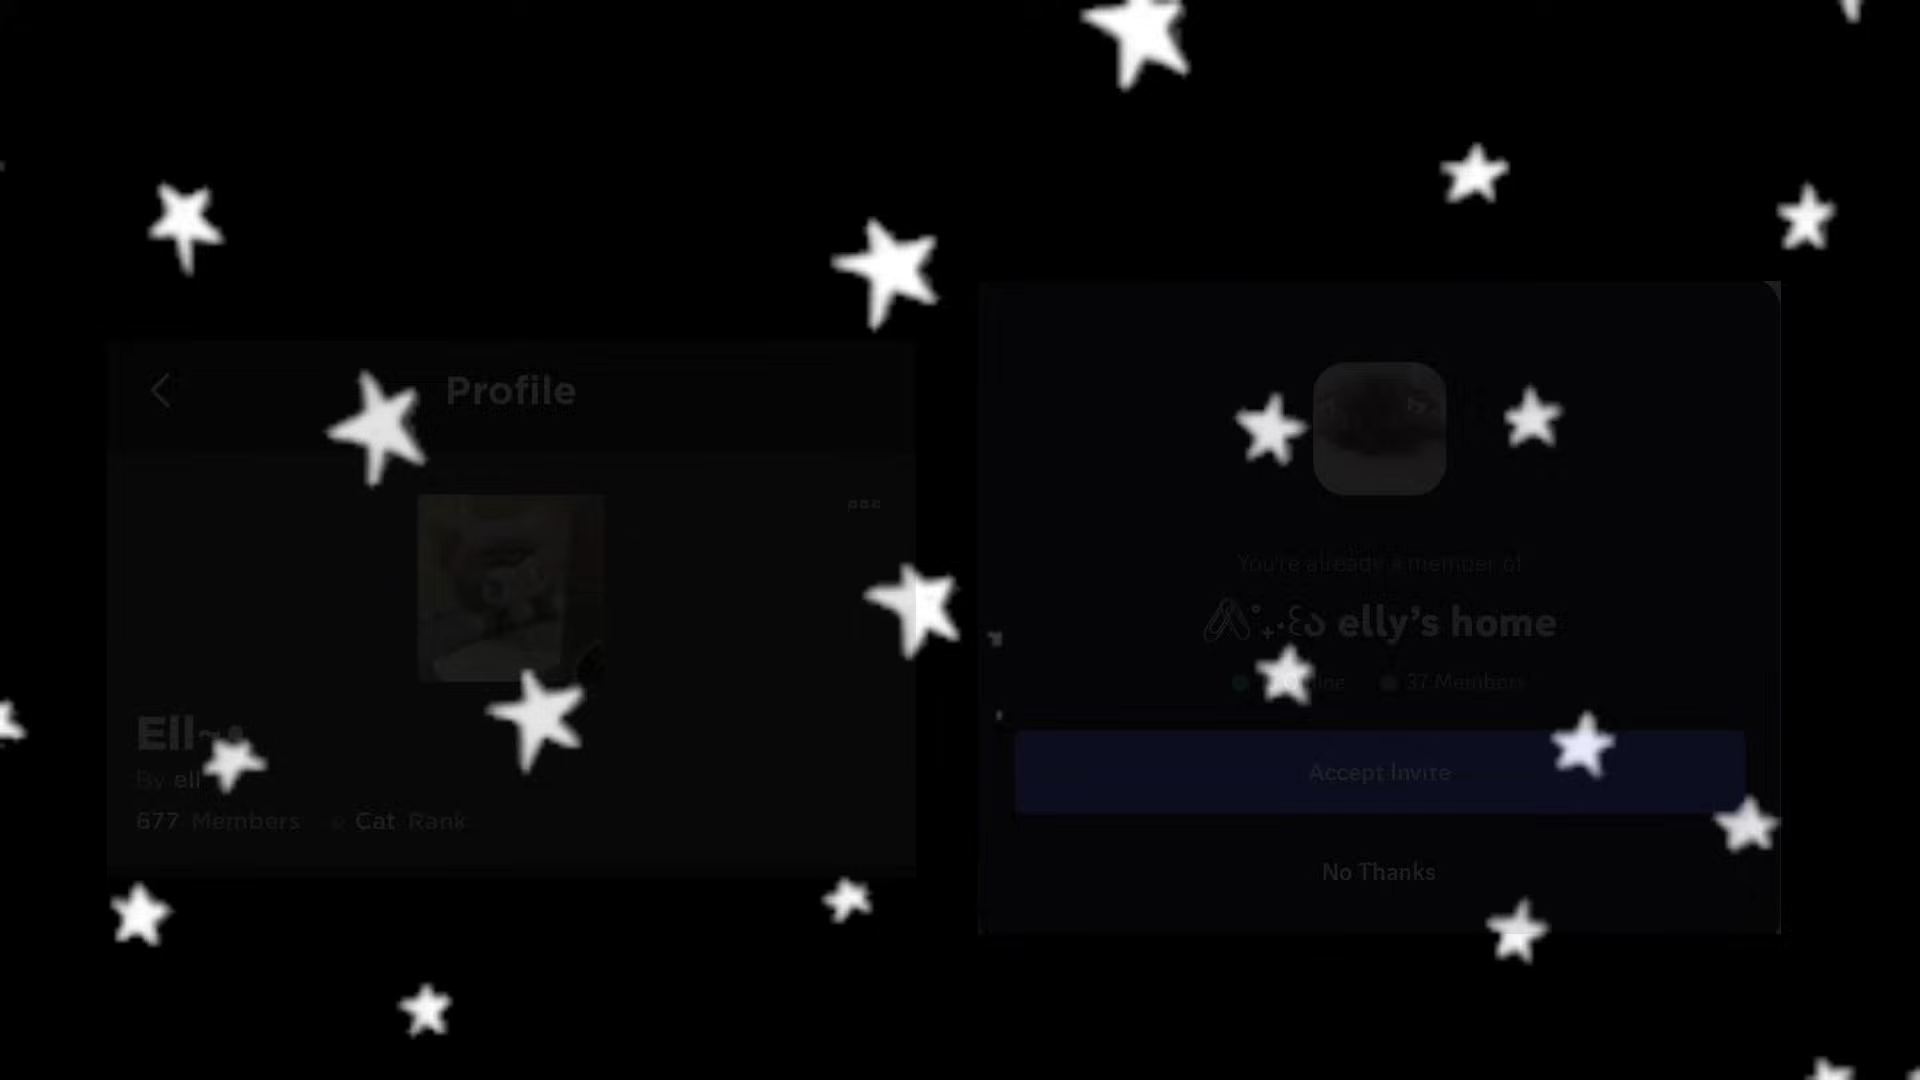 Profile
Ell~•
By ell
677 Members Cat Rank
You're already a member of
elly's home
37 Members
Accept Invite
No Thanks